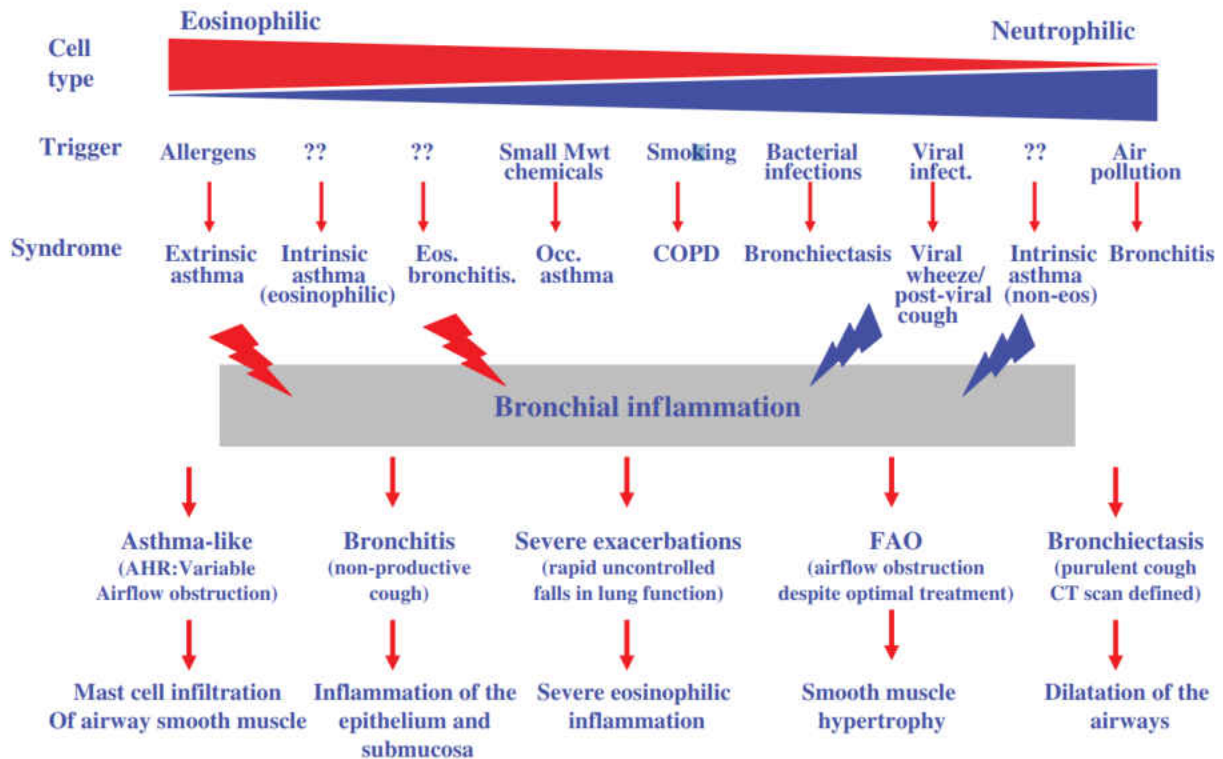 Eosinophilic
Neutrophilic
Cell
type
Trigger
Allergens
??
??
Small Mwt
chemicals
Smoking
Bacterial
infections
Viral
infect.
??
Air
pollution
Syndrome
Extrinsic
asthma
Intrinsic
asthma
(eosinophilic)
Eos.
bronchitis.
Occ.
asthma
COPD
Bronchiectasis
Viral
wheeze/
post-viral
cough
Intrinsic
asthma
(non-eos)
Bronchitis
Bronchial inflammation
Asthma-like
(AHR:Variable
Airflow obstruction)
Bronchitis
(non-productive
cough)
Severe exacerbations
(rapid uncontrolled
falls in lung function)
FAO
(airflow obstruction
despite optimal treatment)
Bronchiectasis
(purulent cough
CT scan defined)
Mast cell infiltration
Of airway smooth muscle
Inflammation of the
epithelium and
submucosa
Severe eosinophilic
inflammation
Smooth muscle
hypertrophy
Dilatation of the
airways